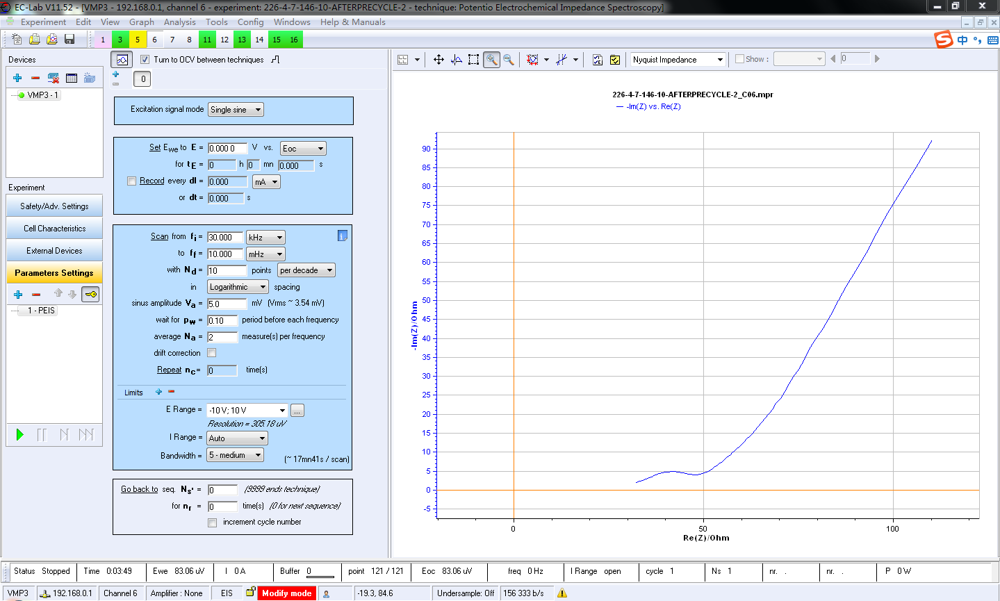 EC-Lab V11.52 - [VMP3 - 192.168.0.1, channel 6 - experiment: 226-4-7-146-10-AFTERPRECYCLE-2 - technique: Potentio Electrochemical Impedance Spectroscopy]
Experiment Edit View Graph Analysis Tools Config Windows Help & Manuals
1 3 5 6 7 8 11 12 13 14 15 16
中
Devices
VMP3 - 1
Experiment
Safety/Adv. Settings
Cell Characteristics
External Devices
Parameters Settings
1 - PEIS
Turn to OCV between techniques
0
Excitation signal mode Single sine
Set EWe to E = 0.000 0 V vs. Eoc
for tE = 0 h 0 mn 0.000 s
Record every dI = 0.000 mA
or dt = 0.000 s
Scan from fi = 30.000 kHz
to ff = 10.000 mHz
with Nd = 10 points per decade
in Logarithmic spacing
sinus amplitude Va = 5.0 mV (Vrms ~ 3.54 mV)
wait for pw = 0.10 period before each frequency
average Na = 2 measure(s) per frequency
drift correction
Repeat nc = 0 time(s)
Limits
E Range = -10 V; 10 V ...
Resolution = 305.18 uV
I Range = Auto
Bandwidth = 5 - medium (~ 17mn41s / scan)
Go back to seq. Ns' = 0 (9999 ends technique)
for nr = 0 time(s) (0 for next sequence)
increment cycle number
Nyquist Impedance Show : 0
226-4-7-146-10-AFTERPRECYCLE-2_C06.mpr
-Im(Z) vs. Re(Z)
90
85
80
75
70
65
60
55
50
45
40
35
30
25
20
15
10
5
0
-5
-Im(Z)/Ohm
0 50 100
Re(Z)/Ohm
Status Stopped Time 0:03:49 Ewe 83.06 uV I 0 A Buffer 0 point 121 / 121 Eoc 83.06 uV freq 0 Hz I Range open cycle 1 Ns 1 nr. . nr. . P 0 W
VMP3 192.168.0.1 Channel 6 Amplifier : None EIS Modify mode -19.3, 84.6 Undersample: Off 156 333 b/s